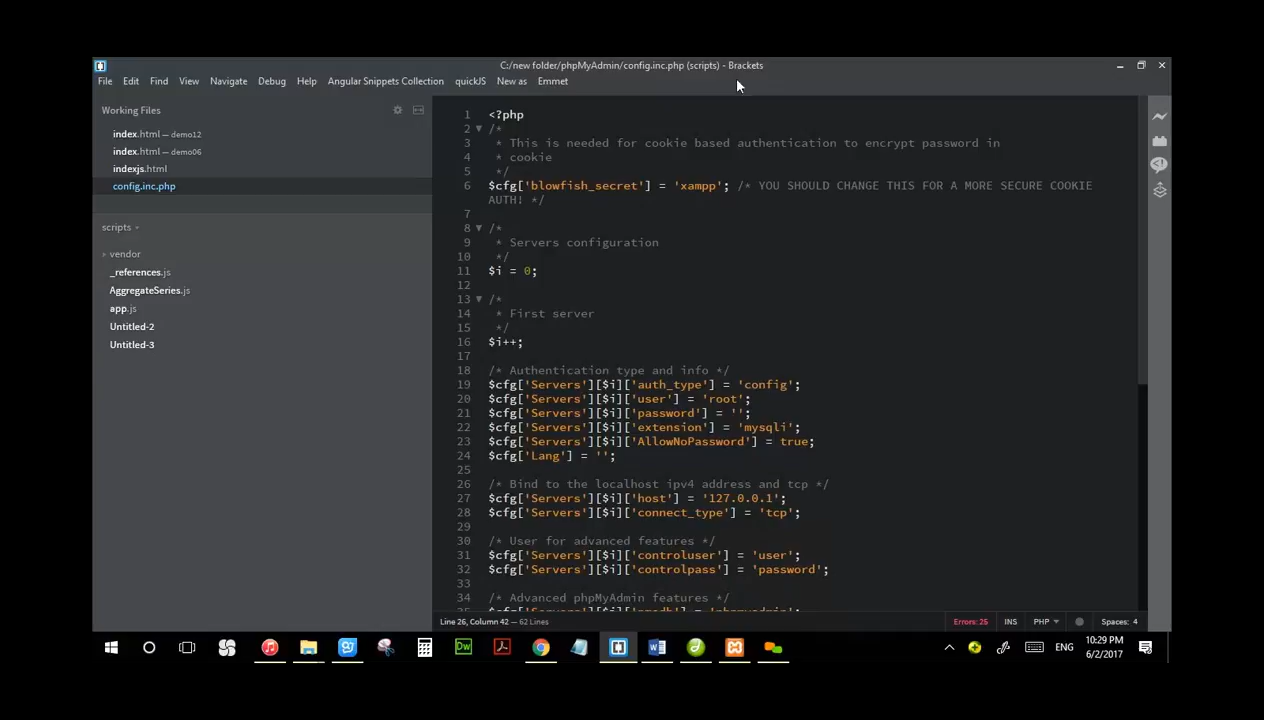 C:/new folder/phpMyAdmin/config.inc.php (scripts) - Brackets
File Edit Find View Navigate Debug Help Angular Snippets Collection quickJS New as Emmet
Working Files
index.html — demo12
index.html — demo06
indexjs.html
config.inc.php
scripts
vendor
_references.js
AggregateSeries.js
app.js
Untitled-2
Untitled-3
1 <?php
2 /*
3 * This is needed for cookie based authentication to encrypt password in
4 * cookie
5 */
6 $cfg['blowfish_secret'] = 'xampp'; /* YOU SHOULD CHANGE THIS FOR A MORE SECURE COOKIE
AUTH! */
7
8 /*
9 * Servers configuration
10 */
11 $i = 0;
12
13 /*
14 * First server
15 */
16 $i++;
17
18 /* Authentication type and info */
19 $cfg['Servers'][$i]['auth_type'] = 'config';
20 $cfg['Servers'][$i]['user'] = 'root';
21 $cfg['Servers'][$i]['password'] = '';
22 $cfg['Servers'][$i]['extension'] = 'mysqli';
23 $cfg['Servers'][$i]['AllowNoPassword'] = true;
24 $cfg['Lang'] = '';
25
26 /* Bind to the localhost ipv4 address and tcp */
27 $cfg['Servers'][$i]['host'] = '127.0.0.1';
28 $cfg['Servers'][$i]['connect_type'] = 'tcp';
29
30 /* User for advanced features */
31 $cfg['Servers'][$i]['controluser'] = 'user';
32 $cfg['Servers'][$i]['controlpass'] = 'password';
33
34 /* Advanced phpMyAdmin features */
35 $cfg['Servers'][$i]['pmadb'] = 'phpmyadmin';
Line 26, Column 42 — 62 Lines
Errors: 25 INS PHP Spaces: 4
Dw
ENG
10:29 PM
6/2/2017